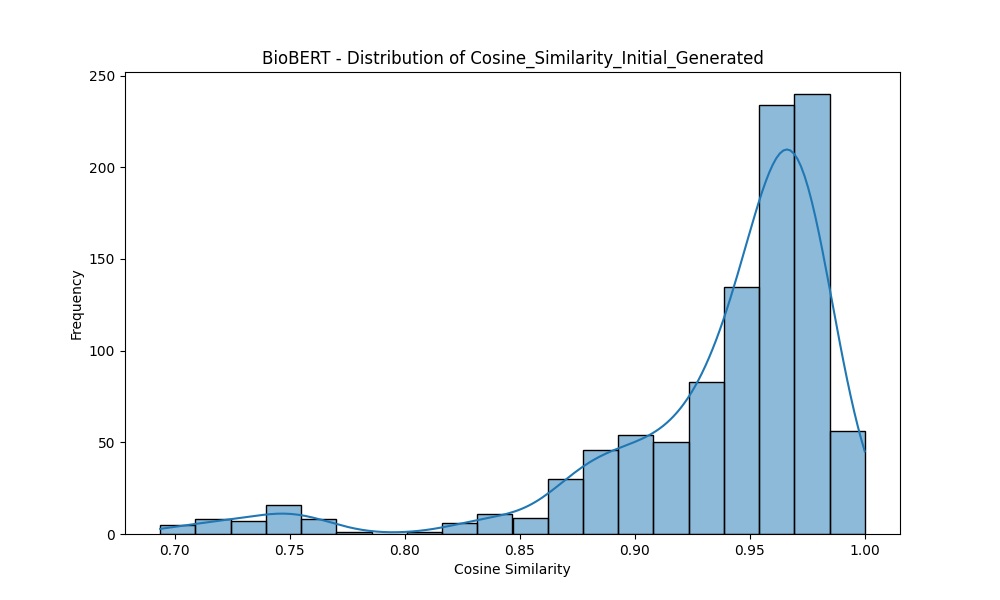 BioBERT - Distribution of Cosine_Similarity_Initial_Generated
250
200
150
100
50
0
Frequency
0.70 0.75 0.80 0.85 0.90 0.95 1.00
Cosine Similarity